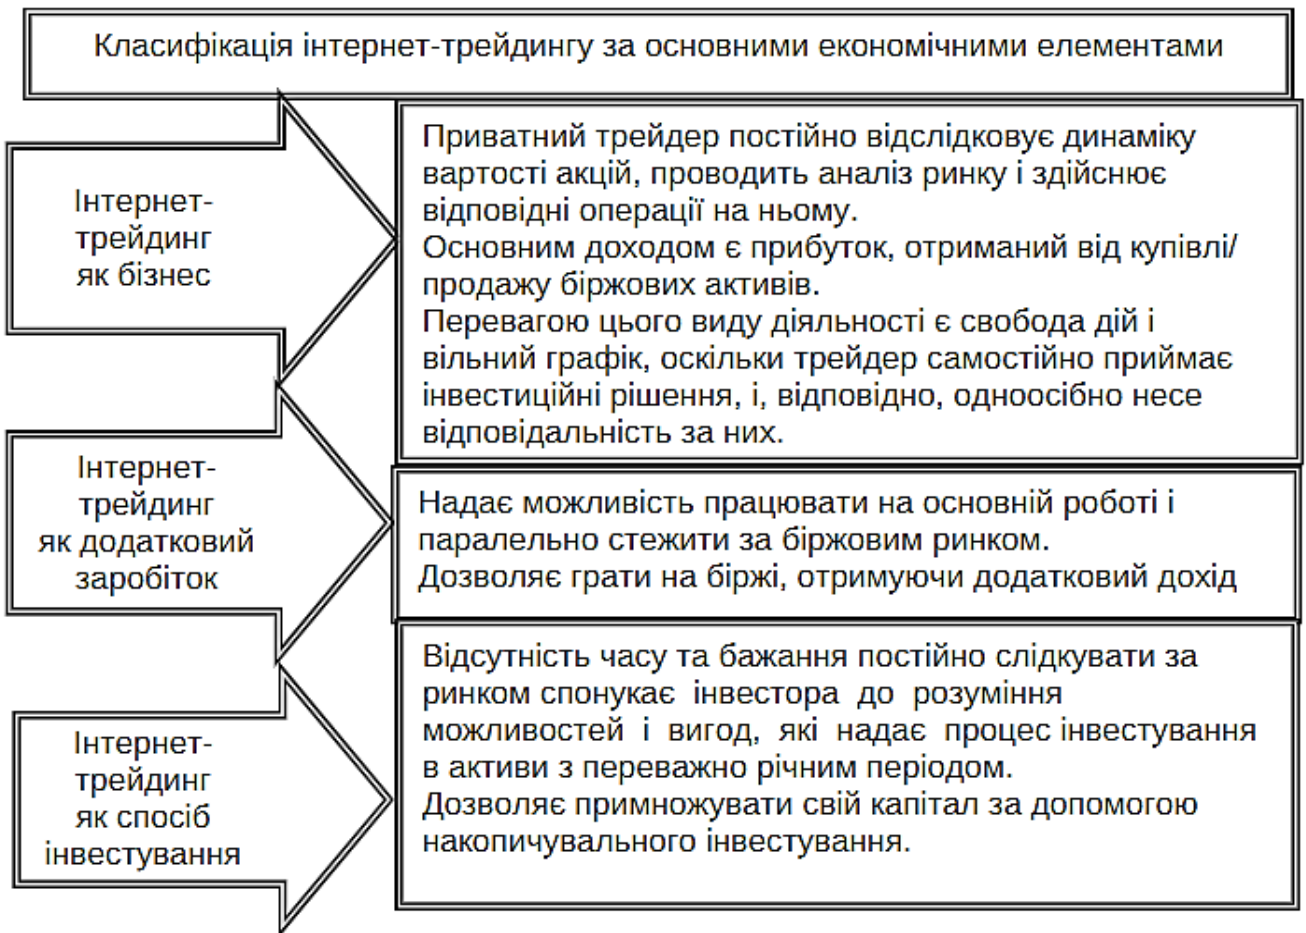 Класифікація інтернет-трейдингу за основними економічними елементами
Інтернет-
трейдинг
як бізнес
Приватний трейдер постійно відслідковує динаміку
вартості акцій, проводить аналіз ринку і здійснює
відповідні операції на ньому.
Основним доходом є прибуток, отриманий від купівлі/
продажу біржових активів.
Перевагою цього виду діяльності є свобода дій і
вільний графік, оскільки трейдер самостійно приймає
інвестиційні рішення, і, відповідно, одноосібно несе
відповідальність за них.
Інтернет-
трейдинг
як додатковий
заробіток
Надає можливість працювати на основній роботі і
паралельно стежити за біржовим ринком.
Дозволяє грати на біржі, отримуючи додатковий дохід
Інтернет-
трейдинг
як спосіб
інвестування
Відсутність часу та бажання постійно слідкувати за
ринком спонукає інвестора до розуміння
можливостей і вигод, які надає процес інвестування
в активи з переважно річним періодом.
Дозволяє примножувати свій капітал за допомогою
накопичувального інвестування.